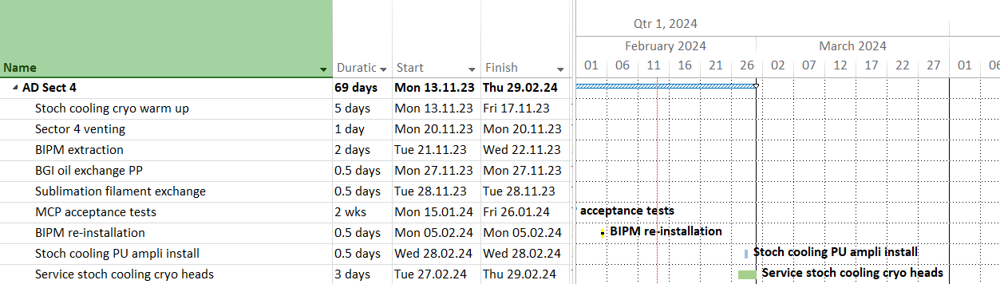 Qtr 1, 2024
February 2024 March 2024
Name Duratic Start Finish 01 06 11 16 21 26 02 07 12 17 22 27 01 06
AD Sect 4 69 days Mon 13.11.23 Thu 29.02.24
Stoch cooling cryo warm up 5 days Mon 13.11.23 Fri 17.11.23
Sector 4 venting 1 day Mon 20.11.23 Mon 20.11.23
BIPM extraction 2 days Tue 21.11.23 Wed 22.11.23
BGI oil exchange PP 0.5 days Mon 27.11.23 Mon 27.11.23
Sublimation filament exchange 0.5 days Tue 28.11.23 Tue 28.11.23
MCP acceptance tests 2 wks Mon 15.01.24 Fri 26.01.24 acceptance tests
BIPM re-installation 0.5 days Mon 05.02.24 Mon 05.02.24 BIPM re-installation
Stoch cooling PU ampli install 0.5 days Wed 28.02.24 Wed 28.02.24 Stoch cooling PU ampli install
Service stoch cooling cryo heads 3 days Tue 27.02.24 Thu 29.02.24 Service stoch cooling cryo heads